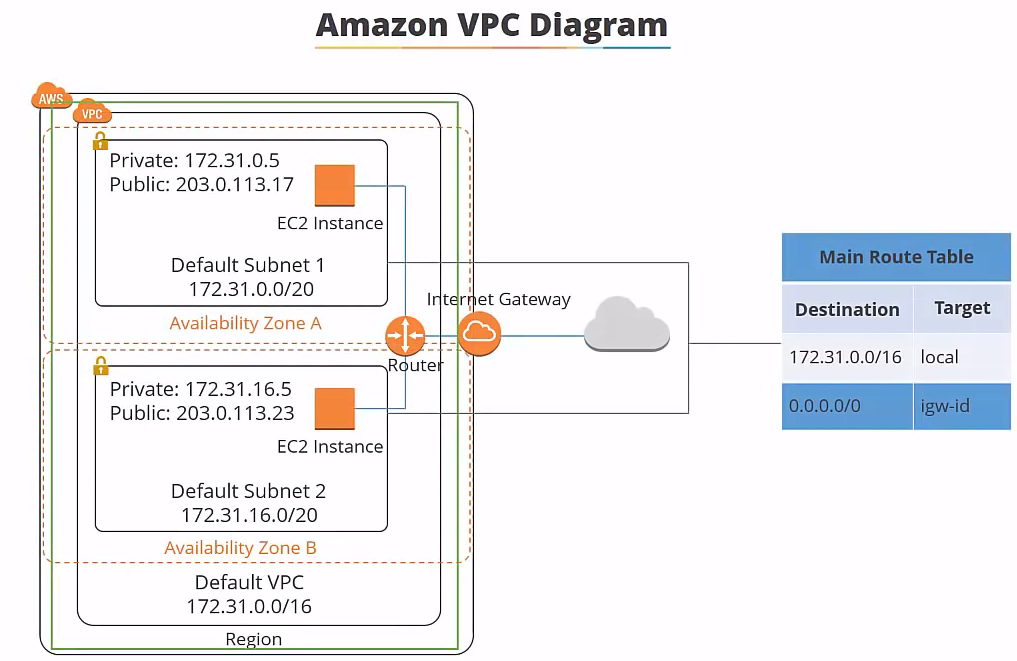 Amazon VPC Diagram
AWS
VPC
Private: 172.31.0.5
Public: 203.0.113.17
EC2 Instance
Default Subnet 1
172.31.0.0/20
Availability Zone A
Internet Gateway
Router
Private: 172.31.16.5
Public: 203.0.113.23
EC2 Instance
Default Subnet 2
172.31.16.0/20
Availability Zone B
Default VPC
172.31.0.0/16
Region
Main Route Table
Destination Target
172.31.0.0/16 local
0.0.0.0/0 igw-id